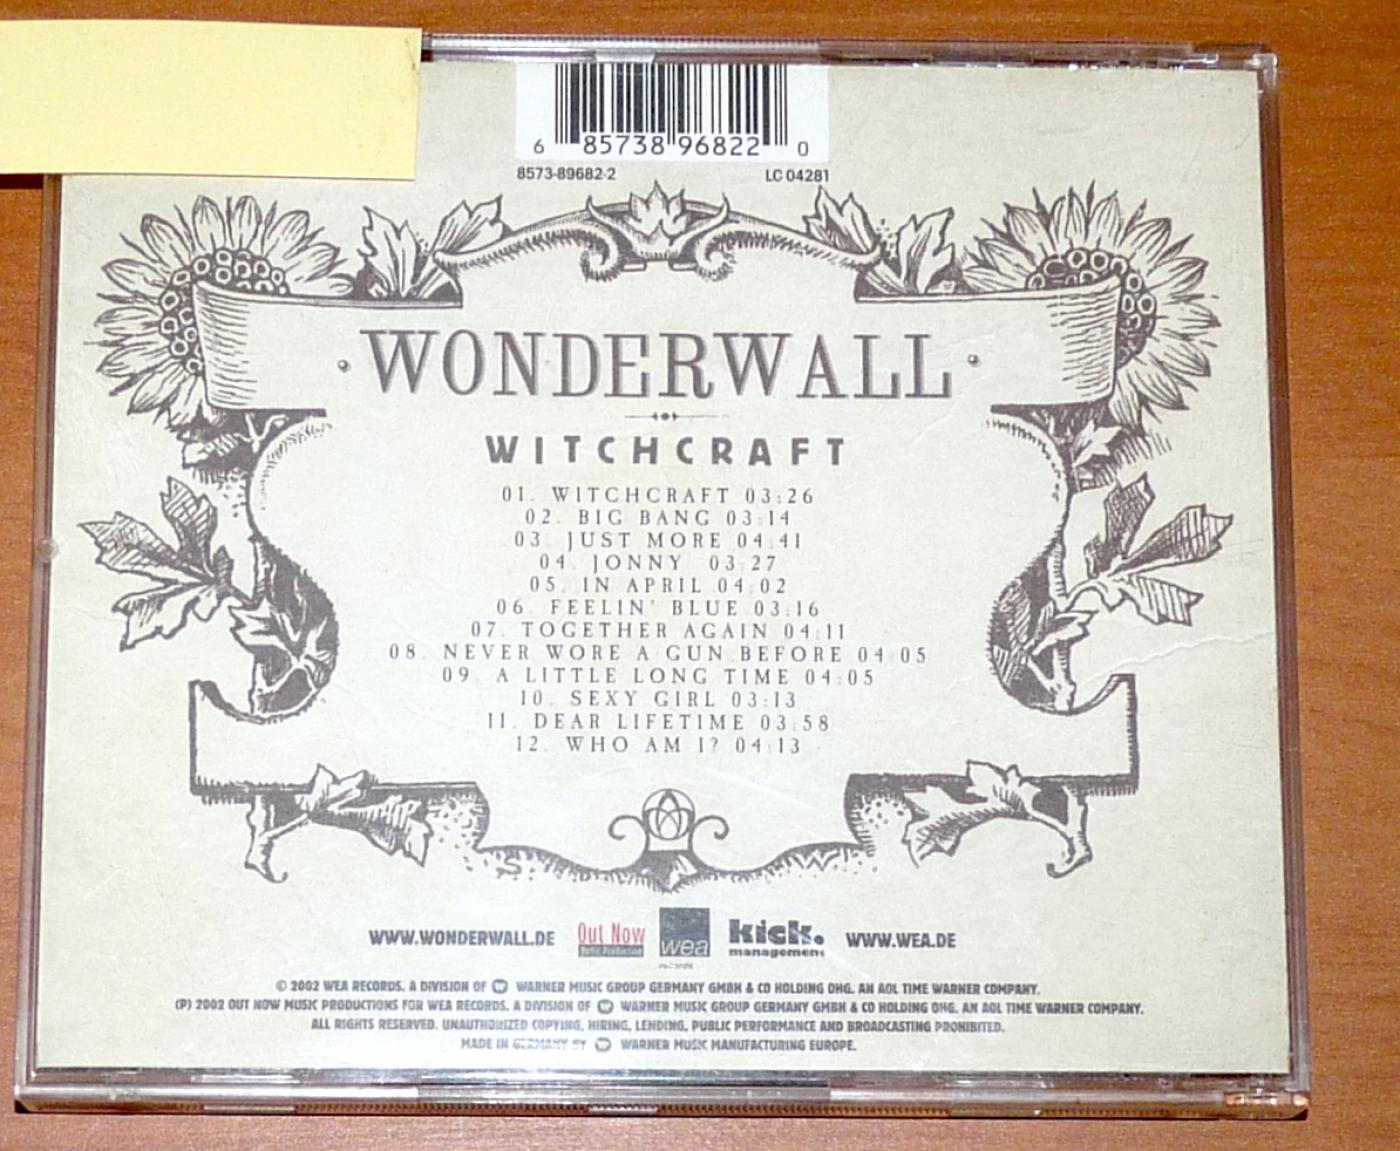 6 85738 96822 0
8573-89682-2 LC 04281
WONDERWALL
WITCHCRAFT
01. WITCHCRAFT 03:26
02. BIG BANG 03:14
03. JUST MORE 04:41
04. JONNY 03:27
05. IN APRIL 04:02
06. FEELIN' BLUE 03:16
07. TOGETHER AGAIN 04:11
08. NEVER WORE A GUN BEFORE 04:05
09. A LITTLE LONG TIME 04:05
10. SEXY GIRL 03:13
11. DEAR LIFETIME 03:58
12. WHO AM I? 04:13
S W
WWW.WONDERWALL.DE Out Now Music Production wea records kick. management WWW.WEA.DE
© 2002 WEA RECORDS. A DIVISION OF WARNER MUSIC GROUP GERMANY GMBH & CO HOLDING OHG. AN AOL TIME WARNER COMPANY.
(P) 2002 OUT NOW MUSIC PRODUCTIONS FOR WEA RECORDS. A DIVISION OF WARNER MUSIC GROUP GERMANY GMBH & CO HOLDING OHG. AN AOL TIME WARNER COMPANY.
ALL RIGHTS RESERVED. UNAUTHORIZED COPYING, HIRING, LENDING, PUBLIC PERFORMANCE AND BROADCASTING PROHIBITED.
MADE IN GERMANY BY WARNER MUSIC MANUFACTURING EUROPE.